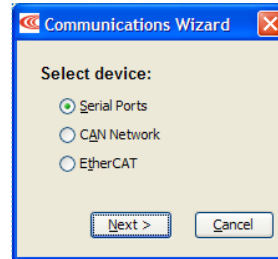 Communications Wizard
Select device:
Serial Ports
CAN Network
EtherCAT
Next >
Cancel